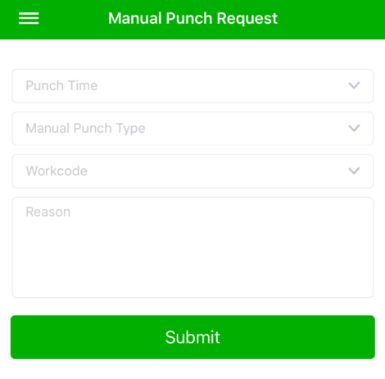 Manual Punch Request
Punch Time
Manual Punch Type
Workcode
Reason
Submit